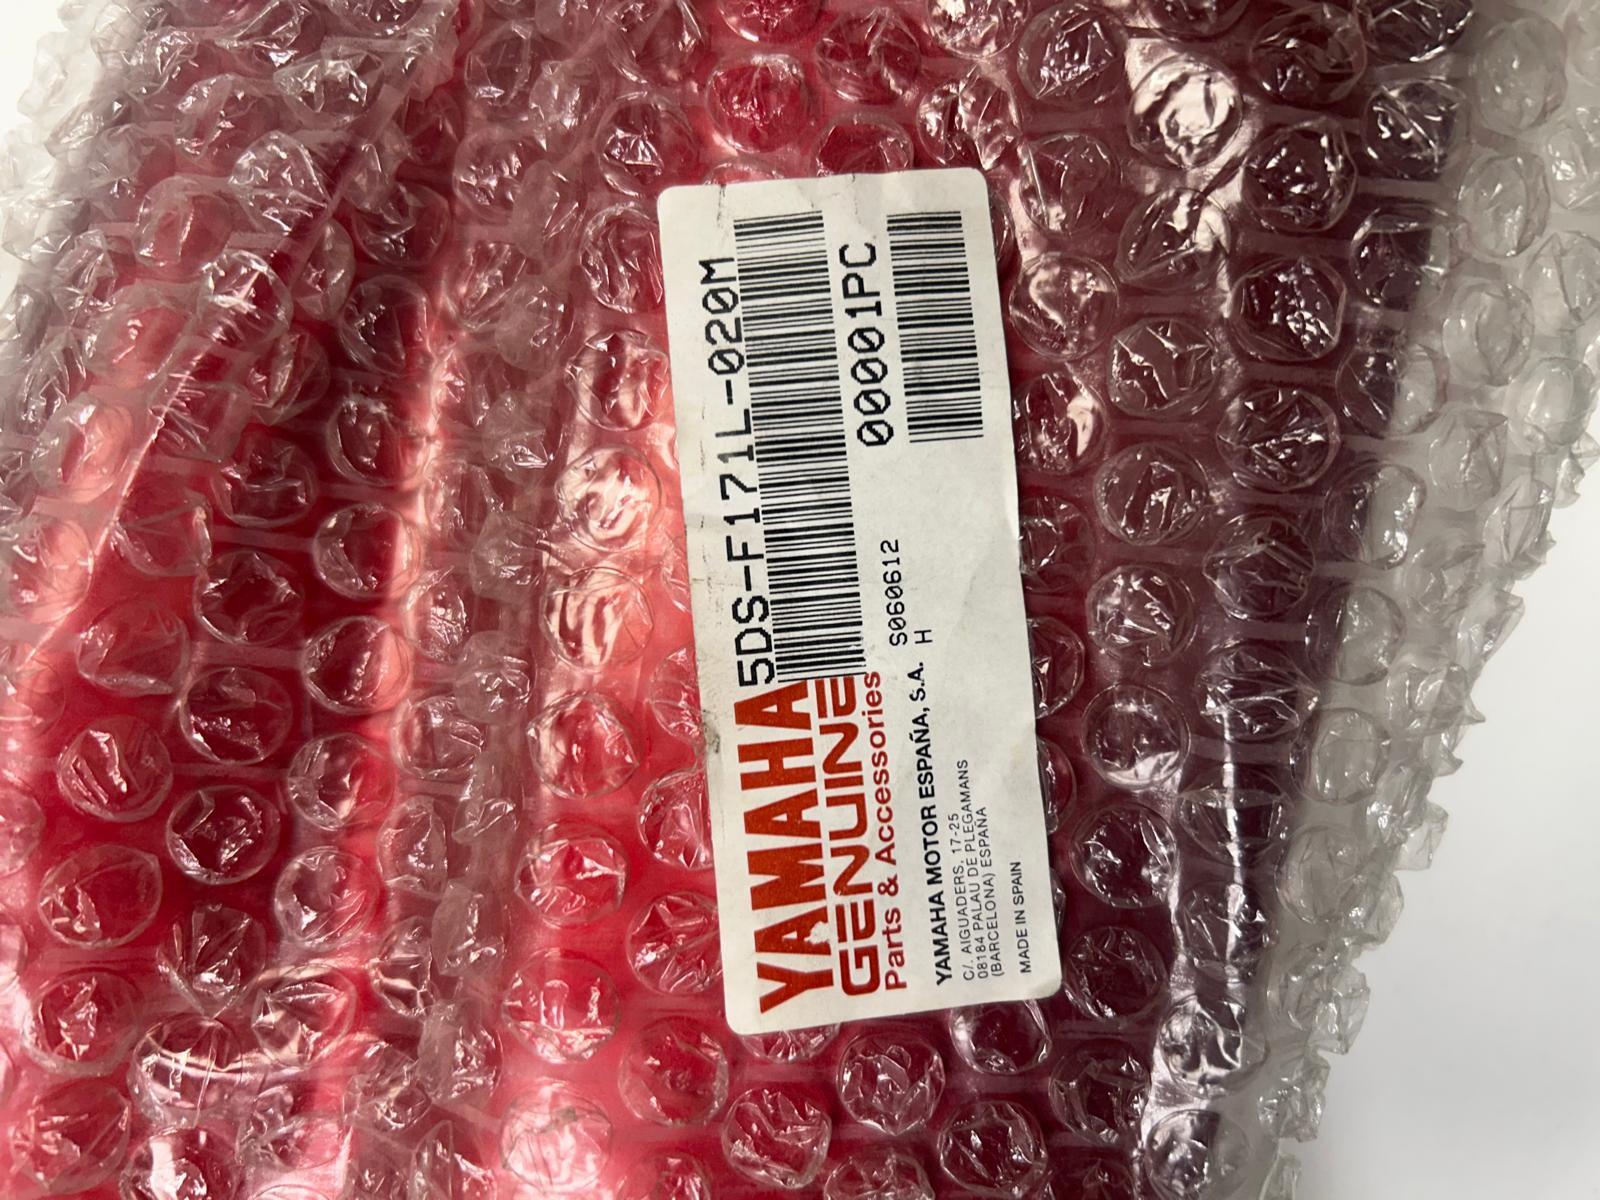 5DS-F171L-020M
00001PC
YAMAHA
GENUINE
Parts & Accessories
S060612
H
YAMAHA MOTOR ESPAÑA, S.A.
C/. AIGUADERS, 17-25
08184 PALAU DE PLEGAMANS
(BARCELONA) ESPAÑA
MADE IN SPAIN